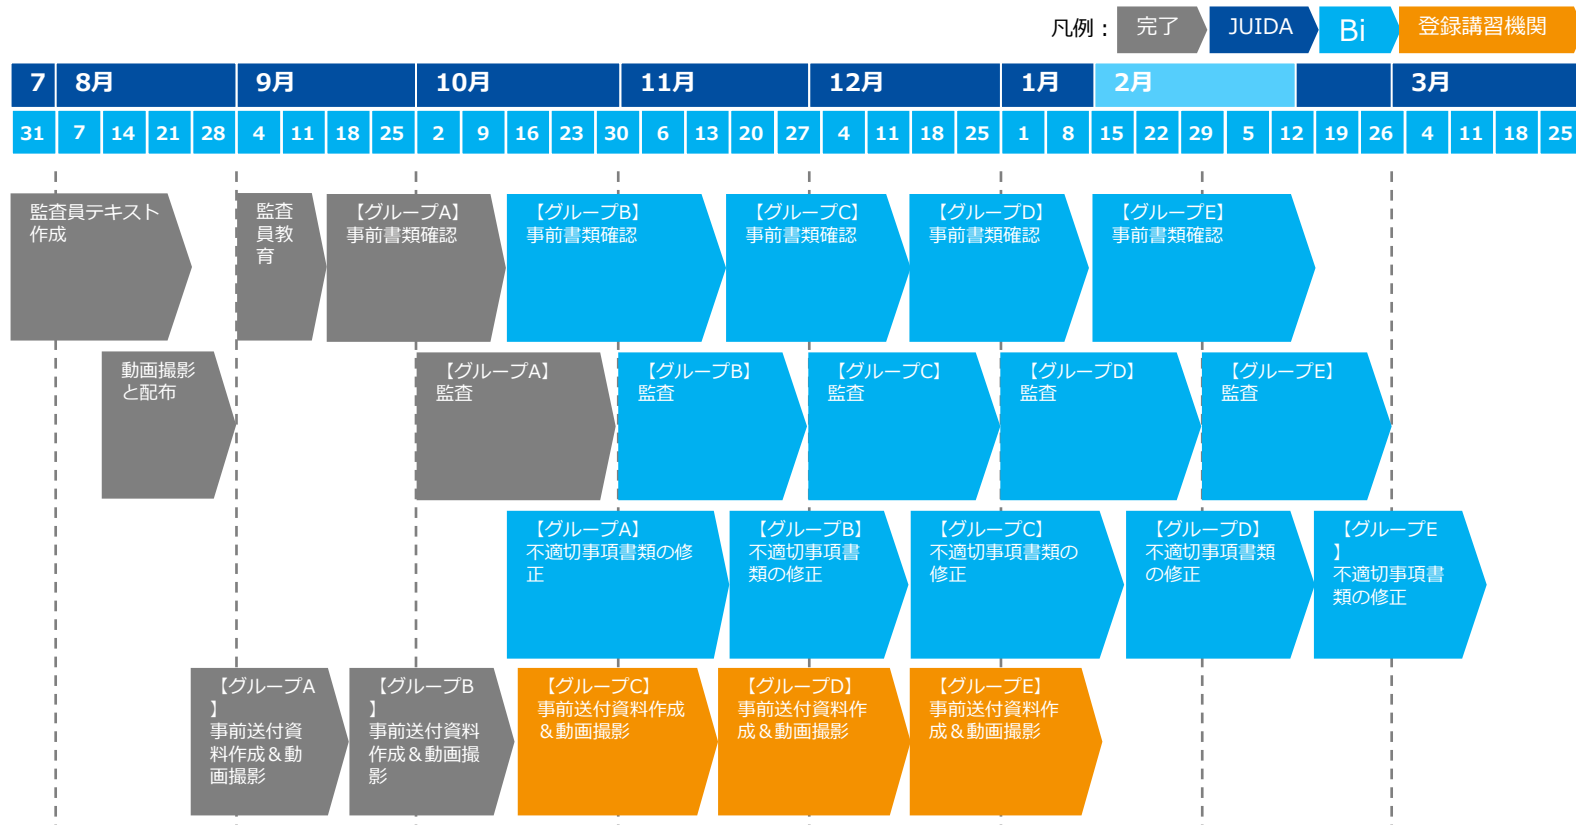 凡例：
完了
JUIDA
Bi
登録講習機関
7
8月
9月
10月
11月
12月
1月
2月
3月
31 7 14 21 28 4 11 18 25 2 9 16 23 30 6 13 20 27 4 11 18 25 1 8 15 22 29 5 12 19 26 4 11 18 25
監査員テキスト
作成
監査
員教
育
【グループA】
事前書類確認
【グループB】
事前書類確認
【グループC】
事前書類確認
【グループD】
事前書類確認
【グループE】
事前書類確認
動画撮影
と配布
【グループA】
監査
【グループB】
監査
【グループC】
監査
【グループD】
監査
【グループE】
監査
【グループA】
不適切事項書類の修
正
【グループB】
不適切事項書
類の修正
【グループC】
不適切事項書類の
修正
【グループD】
不適切事項書類
の修正
【グループE
】
不適切事項書
類の修正
【グループA
】
事前送付資
料作成＆動
画撮影
【グループB
】
事前送付資料
作成＆動画撮
影
【グループC】
事前送付資料作成
＆動画撮影
【グループD】
事前送付資料作
成＆動画撮影
【グループE】
事前送付資料作
成＆動画撮影